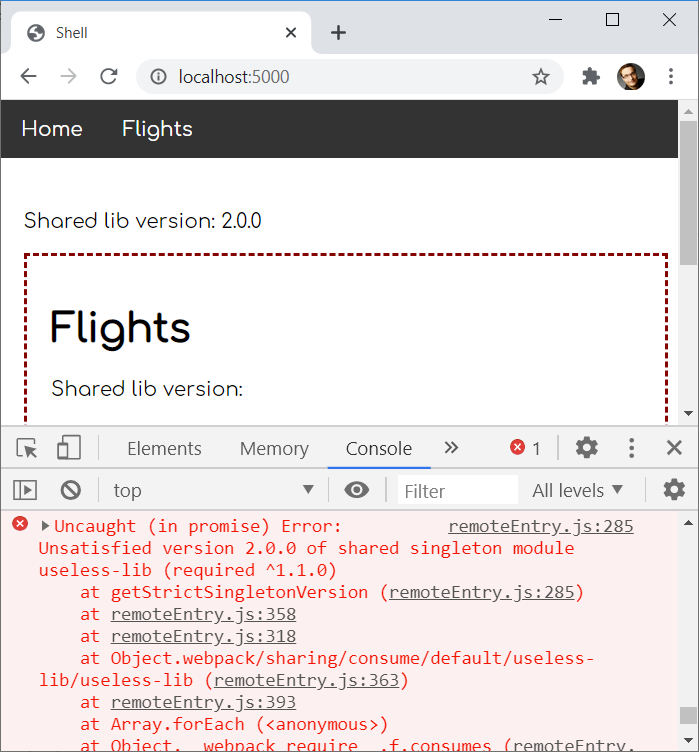 Shell
localhost:5000
Home Flights
Shared lib version: 2.0.0
Flights
Shared lib version:
Elements Memory Console 1
top Filter All levels
Uncaught (in promise) Error: remoteEntry.js:285
Unsatisfied version 2.0.0 of shared singleton module
useless-lib (required ^1.1.0)
at getStrictSingletonVersion (remoteEntry.js:285)
at remoteEntry.js:358
at remoteEntry.js:318
at Object.webpack/sharing/consume/default/useless-
lib/useless-lib (remoteEntry.js:363)
at remoteEntry.js:393
at Array.forEach (<anonymous>)
at Object.__webpack_require__.f.consumes (remoteEntry.